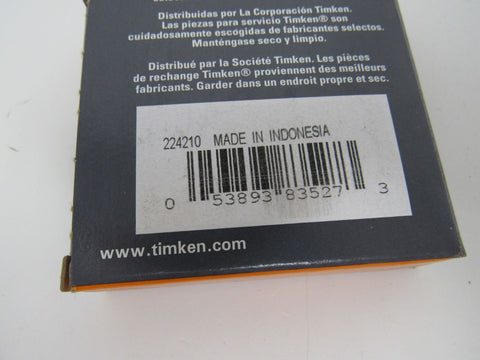 Distribuidas por La Corporación Timken.
Las piezas para servicio Timken® son
cuidadosamente escogidas de fabricantes selectos.
Manténgase seco y limpio.
Distribué par la Société Timken. Les pièces
de rechange Timken® proviennent des meilleurs
fabricants. Garder dans un endroit propre et sec.
224210 MADE IN INDONESIA
0 53893 83527 3
www.timken.com